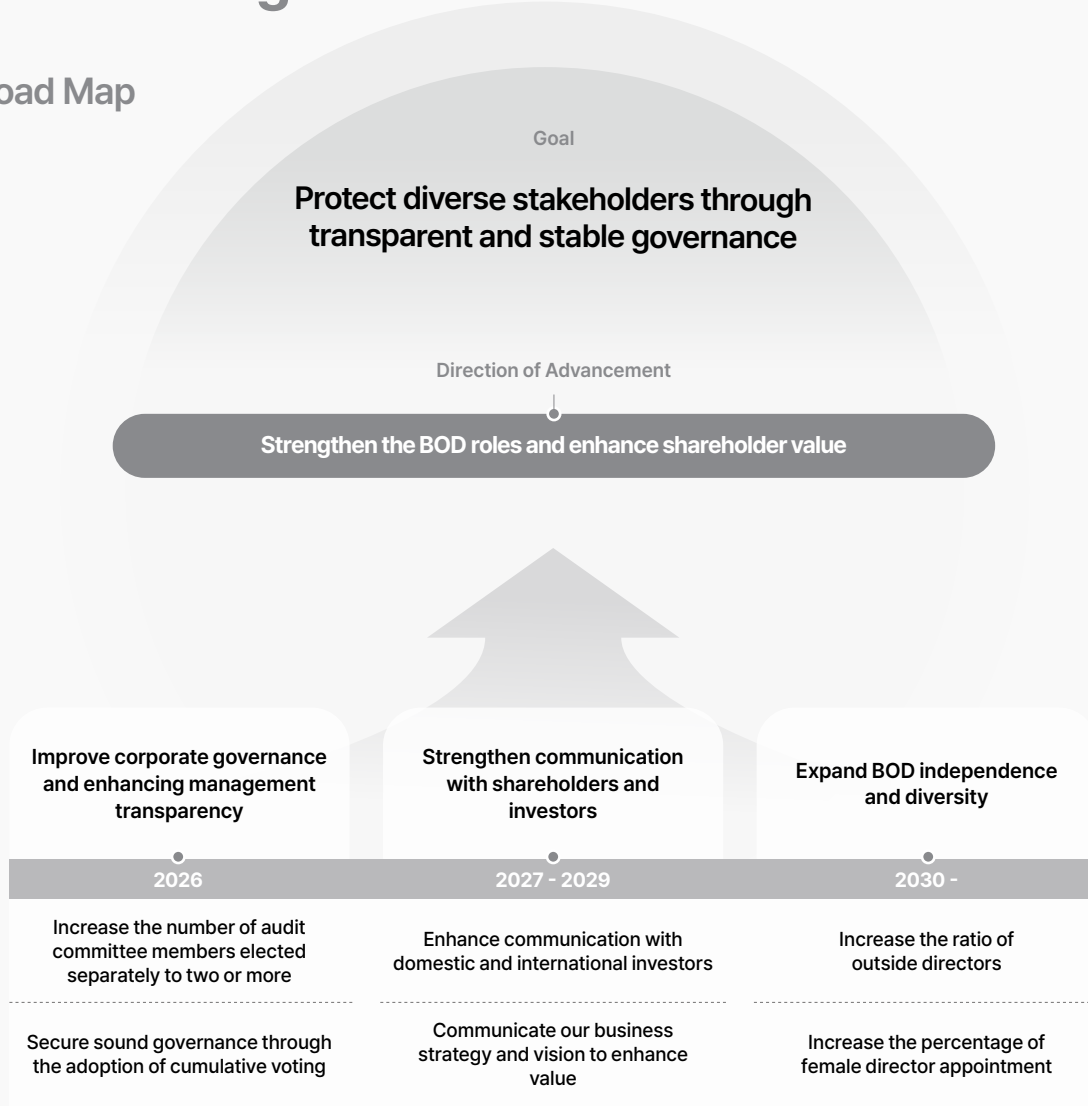 Map
Goal
Protect diverse stakeholders through
transparent and stable governance
Direction of Advancement
Strengthen the BOD roles and enhance shareholder value
Improve corporate governance
and enhancing management
transparency
Strengthen communication
with shareholders and
investors
Expand BOD independence
and diversity
2026
2027 - 2029
2030 -
Increase the number of audit
committee members elected
separately to two or more
Enhance communication with
domestic and international investors
Increase the ratio of
outside directors
Secure sound governance through
the adoption of cumulative voting
Communicate our business
strategy and vision to enhance
value
Increase the percentage of
female director appointment